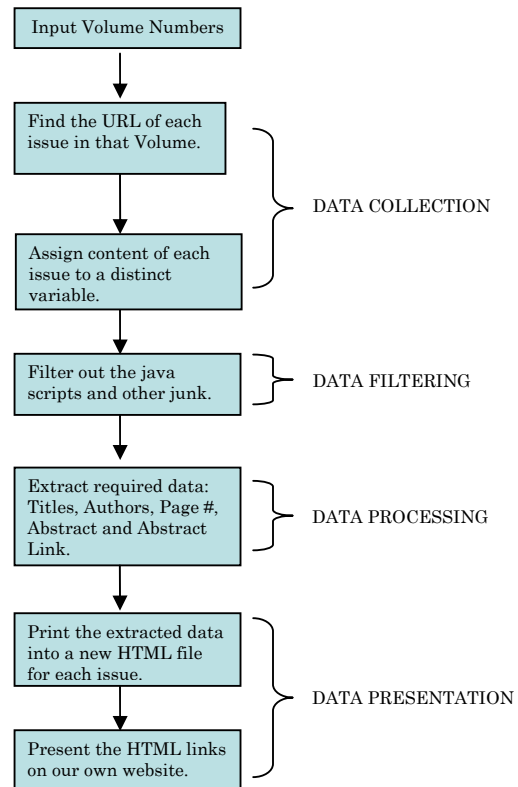 Input Volume Numbers
Find the URL of each
issue in that Volume.
DATA COLLECTION
Assign content of each
issue to a distinct
variable.
Filter out the java
scripts and other junk.
DATA FILTERING
Extract required data:
Titles, Authors, Page #,
Abstract and Abstract
Link.
DATA PROCESSING
Print the extracted data
into a new HTML file
for each issue.
DATA PRESENTATION
Present the HTML links
on our own website.